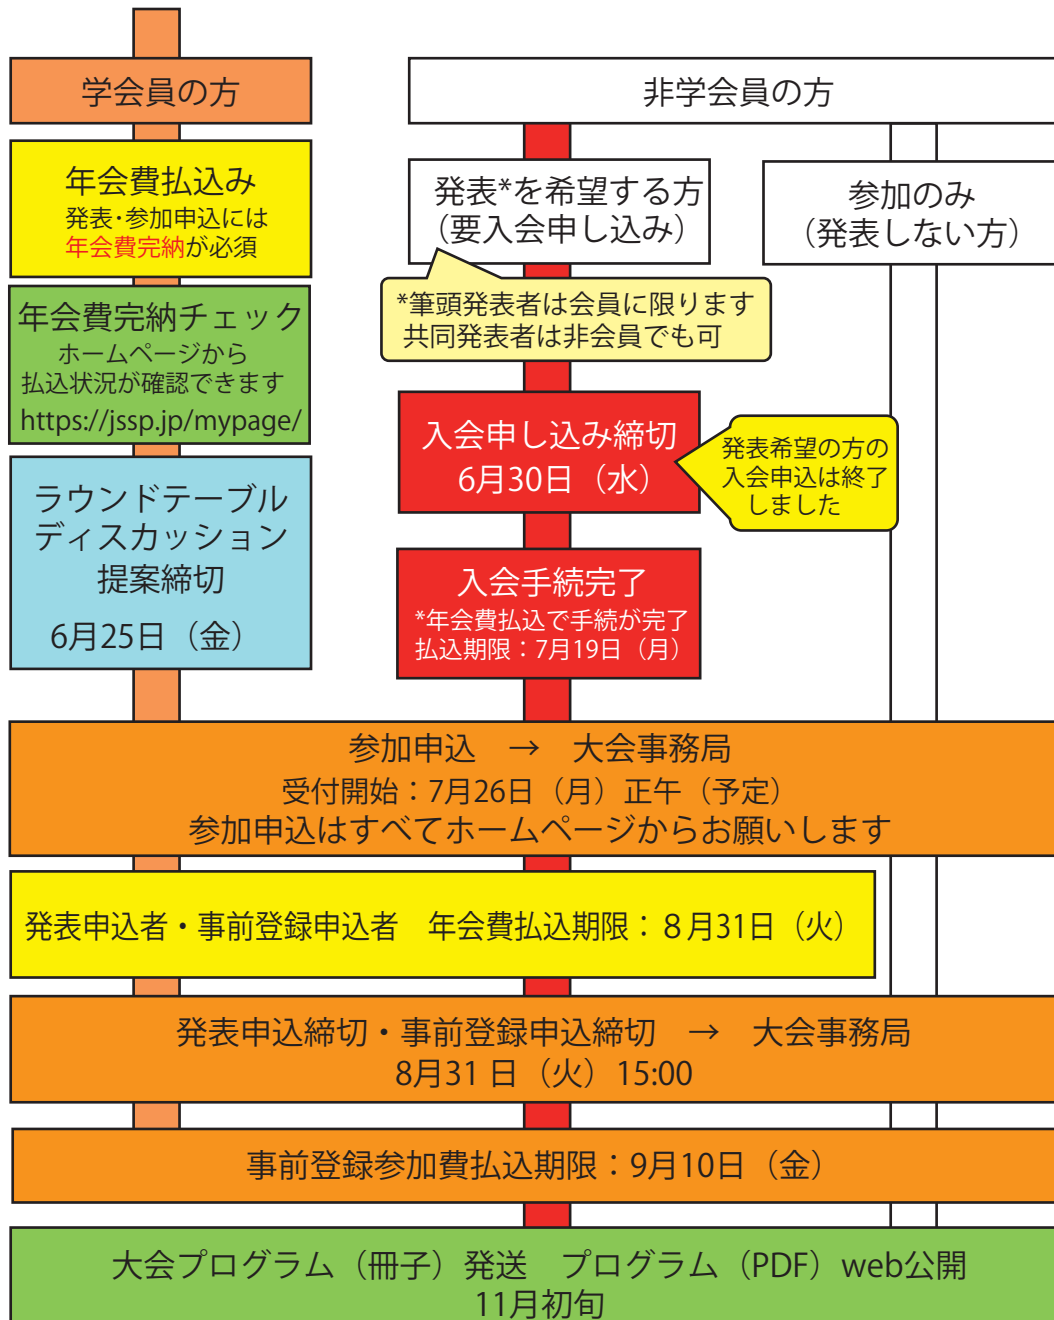 学会員の方
年会費払込み
発表・参加申込には
年会費完納が必須
年会費完納チェック
ホームページから
払込状況が確認できます
https://jssp.jp/mypage/
ラウンドテーブル
ディスカッション
提案締切
6月25日（金）
非学会員の方
発表*を希望する方
（要入会申し込み）
参加のみ
（発表しない方）
*筆頭発表者は会員に限ります
共同発表者は非会員でも可
入会申し込み締切
6月30日（水）
発表希望の方の
入会申込は終了
しました
入会手続完了
*年会費払込で手続が完了
払込期限：7月19日（月）
参加申込　→　大会事務局
受付開始：7月26日（月）正午（予定）
参加申込はすべてホームページからお願いします
発表申込者・事前登録申込者　年会費払込期限：８月31日（火）
発表申込締切・事前登録申込締切　→　大会事務局
8月31 日（火）15:00
事前登録参加費払込期限：9月10日（金）
大会プログラム（冊子）発送　プログラム（PDF）web公開
11月初旬